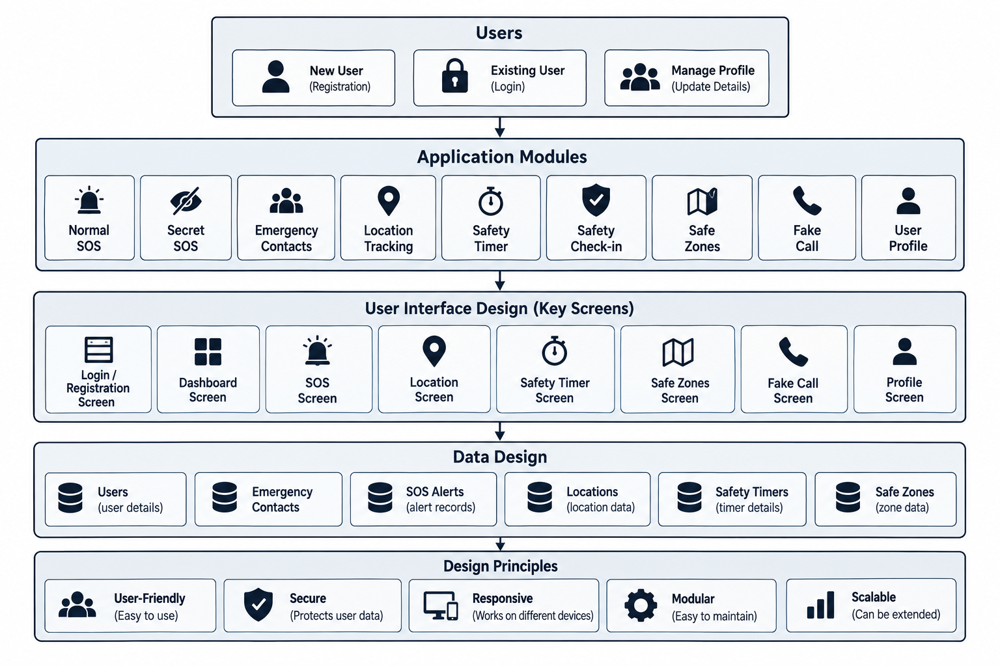 Users
New User
(Registration)
Existing User
(Login)
Manage Profile
(Update Details)
Application Modules
Normal
SOS
Secret
SOS
Emergency
Contacts
Location
Tracking
Safety
Timer
Safety
Check-in
Safe
Zones
Fake
Call
User
Profile
User Interface Design (Key Screens)
Login /
Registration
Screen
Dashboard
Screen
SOS
Screen
Location
Screen
Safety Timer
Screen
Safe Zones
Screen
Fake Call
Screen
Profile
Screen
Data Design
Users
(user details)
Emergency
Contacts
SOS Alerts
(alert records)
Locations
(location data)
Safety Timers
(timer details)
Safe Zones
(zone data)
Design Principles
User-Friendly
(Easy to use)
Secure
(Protects user data)
Responsive
(Works on different devices)
Modular
(Easy to maintain)
Scalable
(Can be extended)